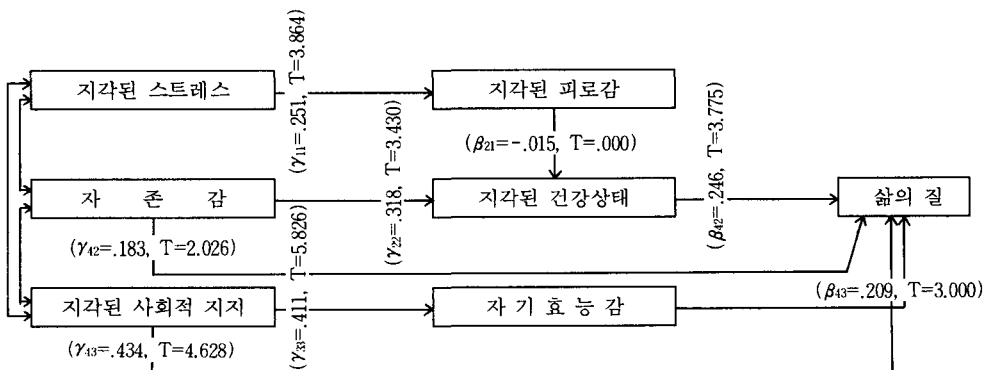 지각된 스트레스
(γ₁₁=.251, T=3.864)
지각된 피로감
(β₂₁=-.015, T=.000)
자 존 감
(γ₂₂=.318, T=3.430)
지각된 건강상태
(β₄₂=.246, T=3.775)
삶의 질
(γ₄₂=.183, T=2.026)
지각된 사회적 지지
(γ₃₃=.411, T=5.826)
자 기 효 능 감
(β₄₃=.209, T=3.000)
(γ₄₃=.434, T=4.628)